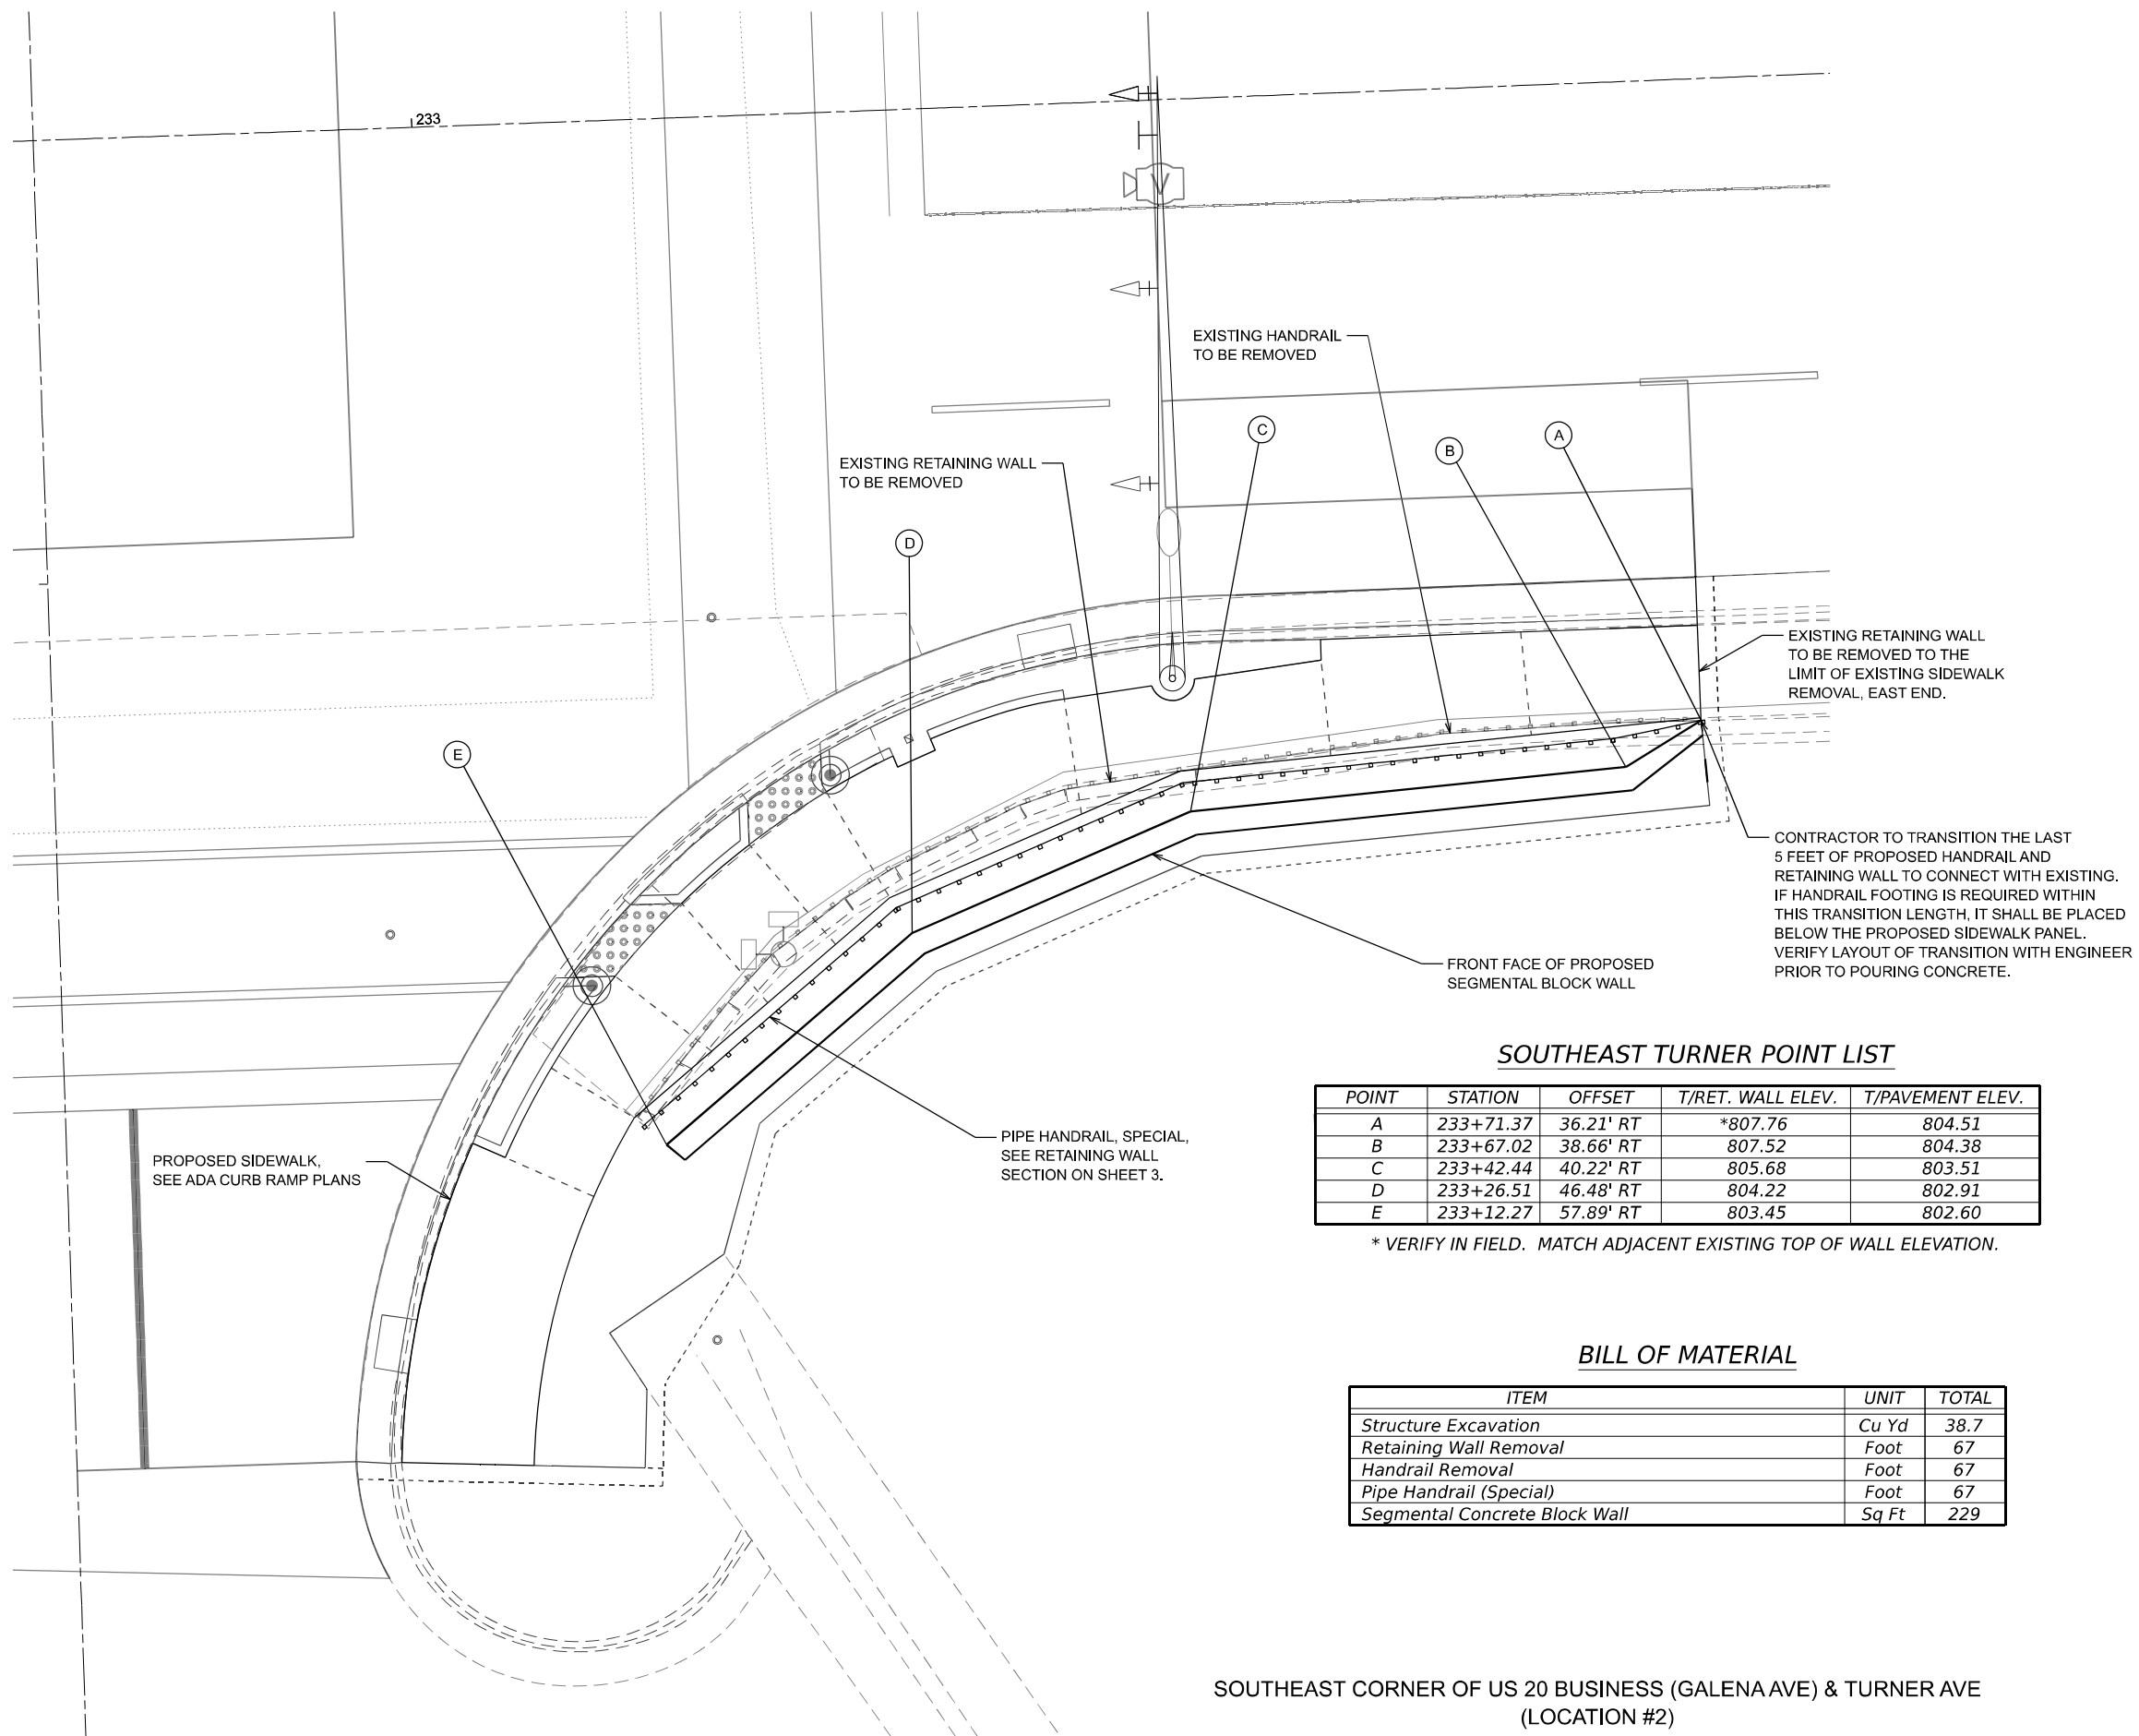 233
EXISTING HANDRAIL
TO BE REMOVED
C
A
B
EXISTING RETAINING WALL
TO BE REMOVED
D
V
EXISTING RETAINING WALL
TO BE REMOVED TO THE
LIMIT OF EXISTING SIDEWALK
REMOVAL, EAST END.
E
CONTRACTOR TO TRANSITION THE LAST
5 FEET OF PROPOSED HANDRAIL AND
RETAINING WALL TO CONNECT WITH EXISTING.
IF HANDRAIL FOOTING IS REQUIRED WITHIN
THIS TRANSITION LENGTH, IT SHALL BE PLACED
BELOW THE PROPOSED SIDEWALK PANEL.
VERIFY LAYOUT OF TRANSITION WITH ENGINEER
PRIOR TO POURING CONCRETE.
FRONT FACE OF PROPOSED
SEGMENTAL BLOCK WALL
PIPE HANDRAIL, SPECIAL,
SEE RETAINING WALL
SECTION ON SHEET 3.
PROPOSED SIDEWALK,
SEE ADA CURB RAMP PLANS
SOUTHEAST TURNER POINT LIST
POINT STATION OFFSET T/RET. WALL ELEV. T/PAVEMENT ELEV.
A 233+71.37 36.21' RT *807.76 804.51
B 233+67.02 38.66' RT 807.52 804.38
C 233+42.44 40.22' RT 805.68 803.51
D 233+26.51 46.48' RT 804.22 802.91
E 233+12.27 57.89' RT 803.45 802.60
* VERIFY IN FIELD. MATCH ADJACENT EXISTING TOP OF WALL ELEVATION.
BILL OF MATERIAL
ITEM UNIT TOTAL
Structure Excavation Cu Yd 38.7
Retaining Wall Removal Foot 67
Handrail Removal Foot 67
Pipe Handrail (Special) Foot 67
Segmental Concrete Block Wall Sq Ft 229
SOUTHEAST CORNER OF US 20 BUSINESS (GALENA AVE) & TURNER AVE
(LOCATION #2)